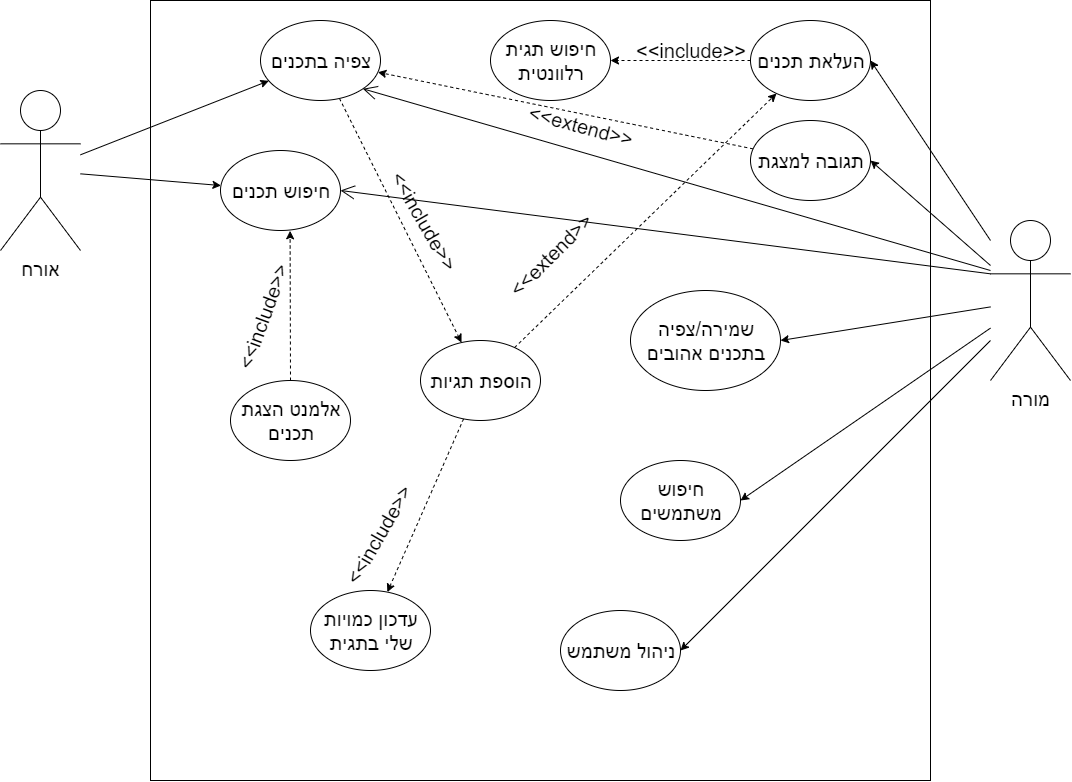 צפיה בתכנים
חיפוש תגית
רלוונטית
<<include>>
העלאת תכנים
<<extend>>
תגובה למצגת
חיפוש תכנים
<<include>>
<<extend>>
אורח
<<include>>
שמירה/צפיה
בתכנים אהובים
הוספת תגיות
מורה
אלמנט הצגת
תכנים
חיפוש
משתמשים
<<include>>
עדכון כמויות
שלי בתגית
ניהול משתמש